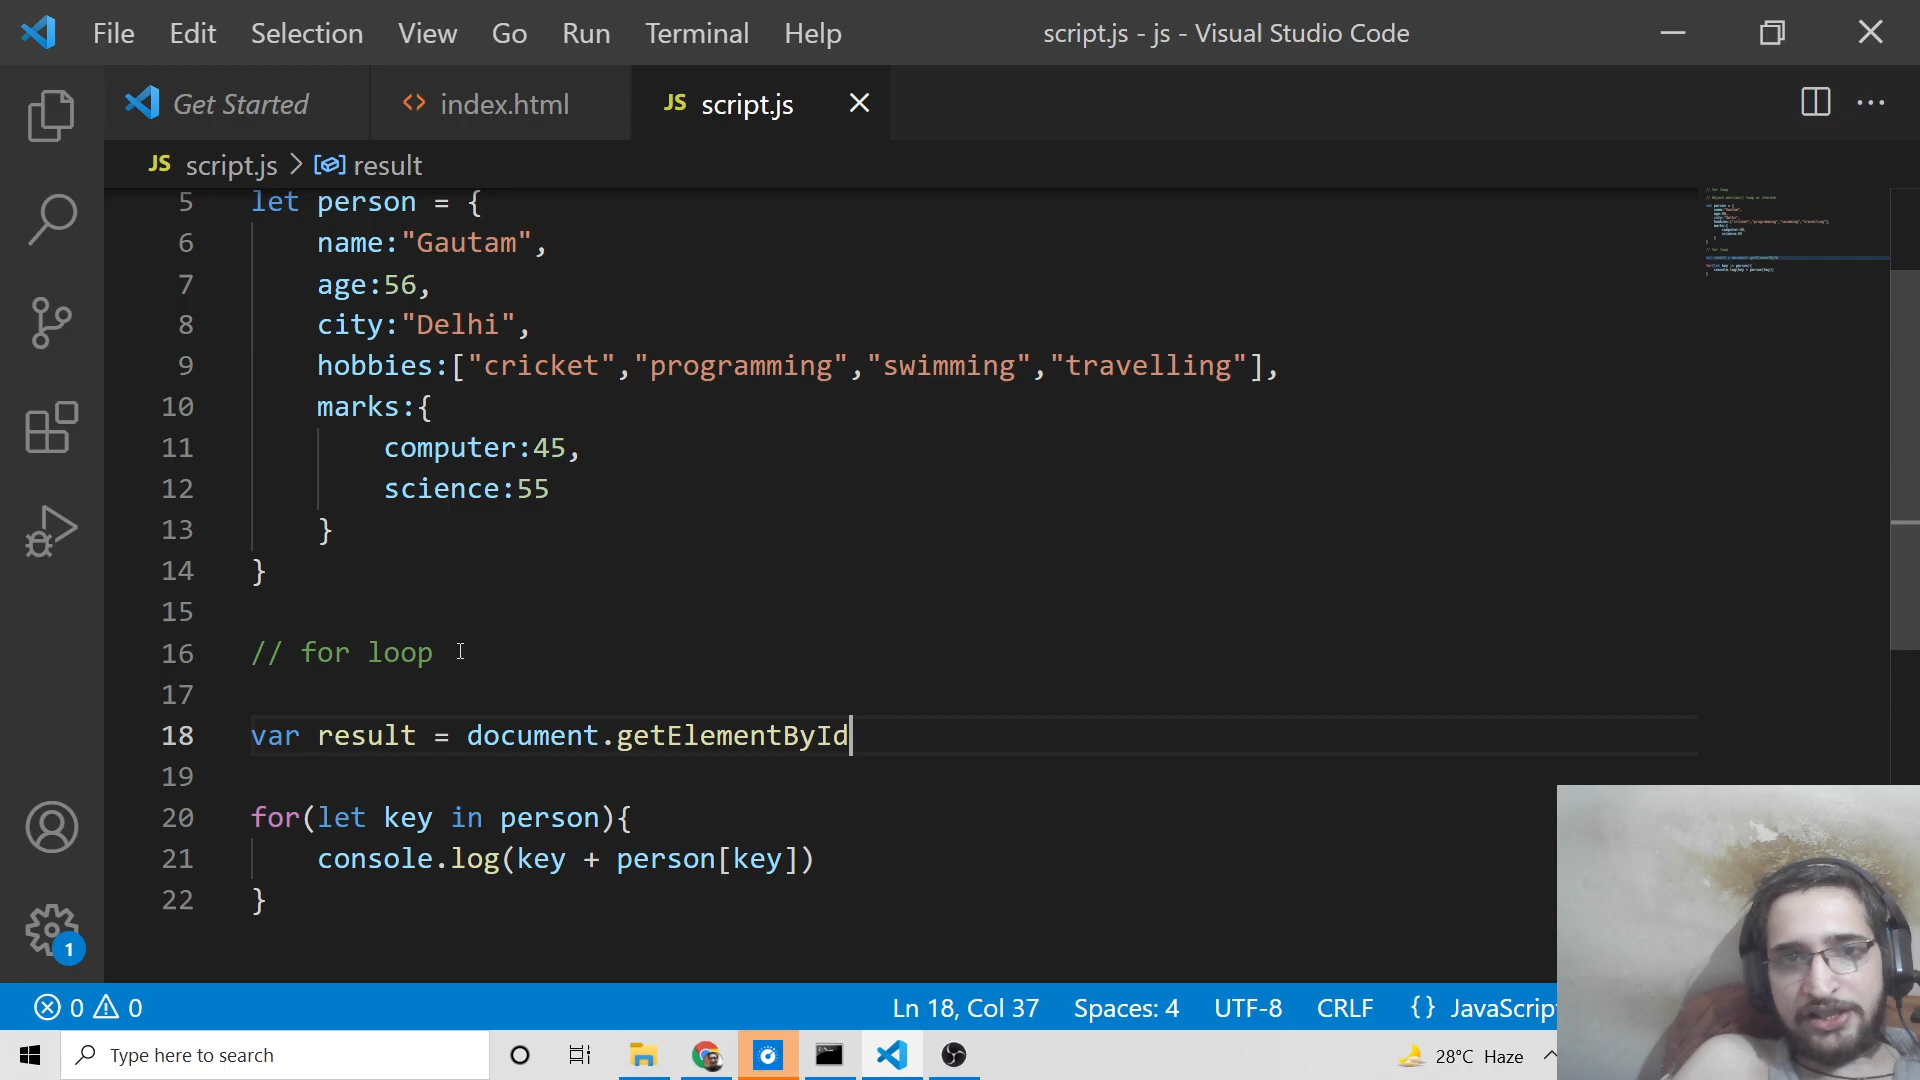 File Edit Selection View Go Run Terminal Help script.js - js - Visual Studio Code
Get Started index.html JS script.js
JS script.js > result
5 let person = {
6 name:"Gautam",
7 age:56,
8 city:"Delhi",
9 hobbies:["cricket","programming","swimming","travelling"],
10 marks:{
11 computer:45,
12 science:55
13 }
14 }
15
16 // for loop
17
18 var result = document.getElementById
19
20 for(let key in person){
21 console.log(key + person[key])
22 }
1
0 0 Ln 18, Col 37 Spaces: 4 UTF-8 CRLF {} JavaScript
Type here to search 28°C Haze